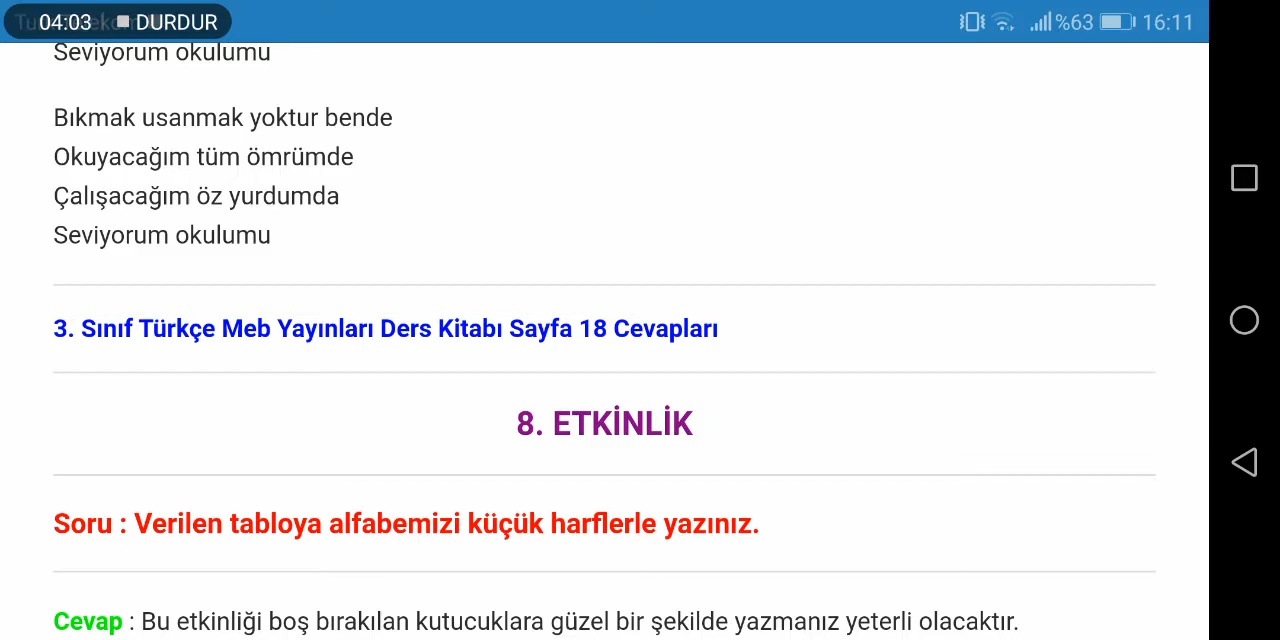 04:03 DURDUR %63 16:11
Seviyorum okulumu
Bıkmak usanmak yoktur bende
Okuyacağım tüm ömrümde
Çalışacağım öz yurdumda
Seviyorum okulumu
3. Sınıf Türkçe Meb Yayınları Ders Kitabı Sayfa 18 Cevapları
8. ETKİNLİK
Soru : Verilen tabloya alfabemizi küçük harflerle yazınız.
Cevap : Bu etkinliği boş bırakılan kutucuklara güzel bir şekilde yazmanız yeterli olacaktır.